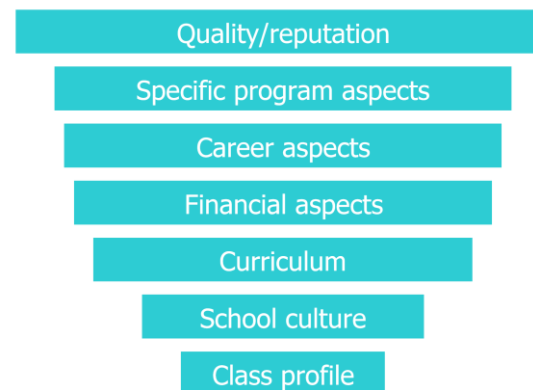 Quality/reputation
Specific program aspects
Career aspects
Financial aspects
Curriculum
School culture
Class profile